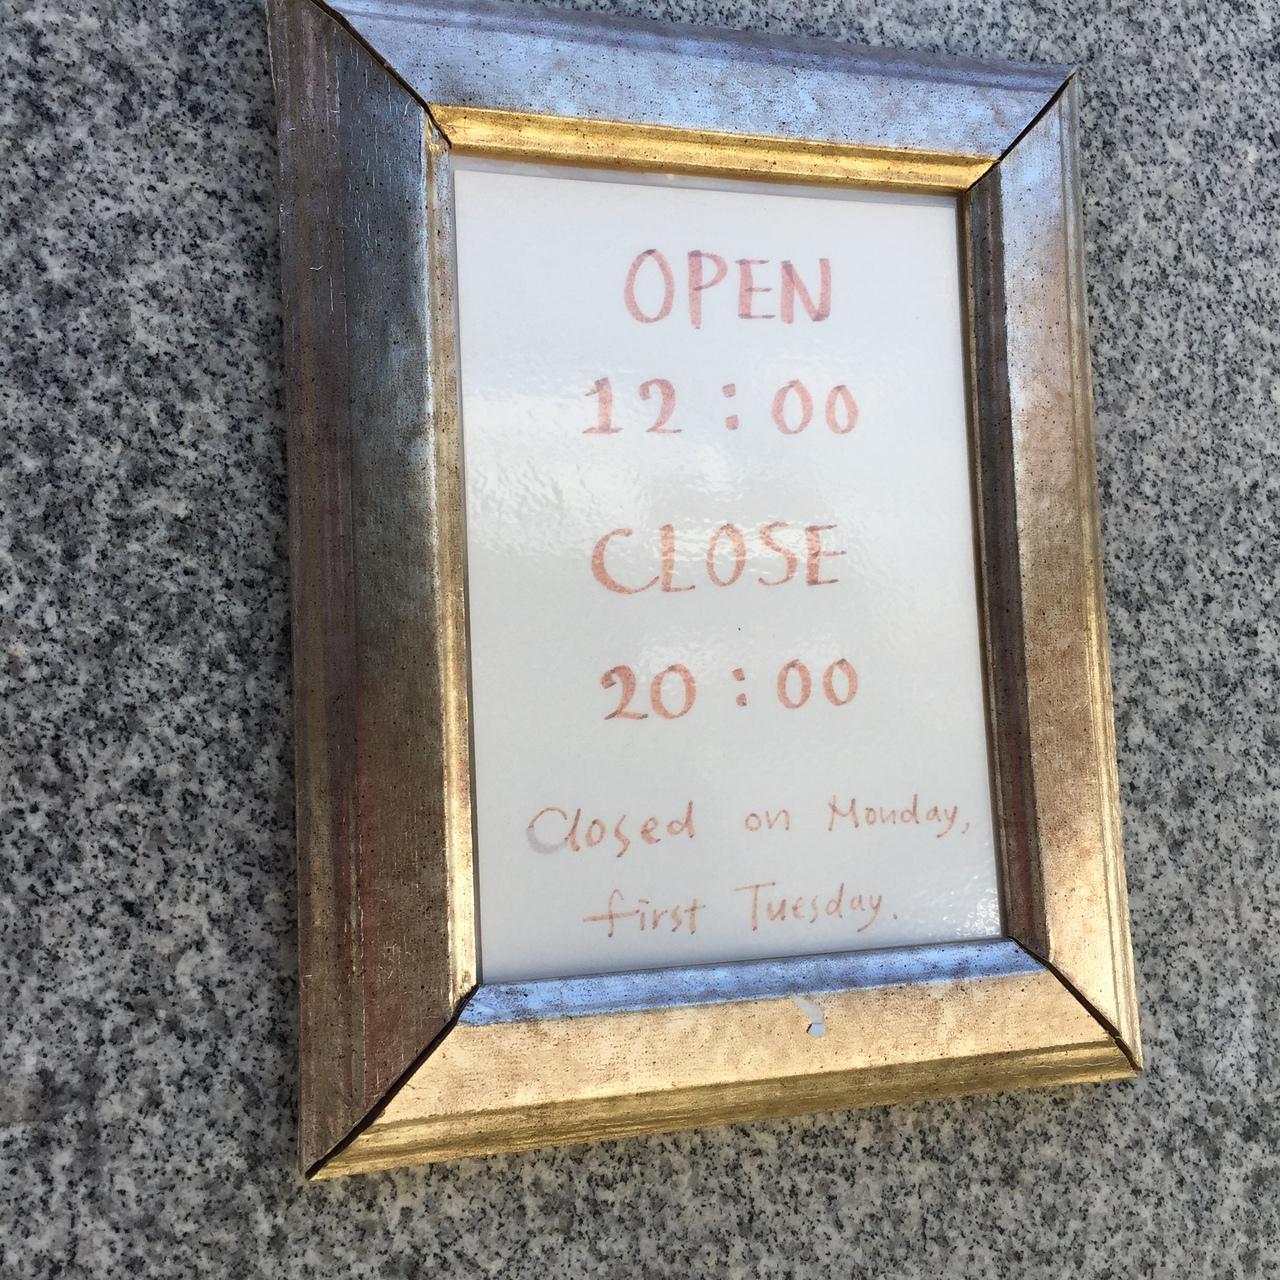 OPEN
12:00
CLOSE
20:00
Closed on Monday,
first Tuesday.